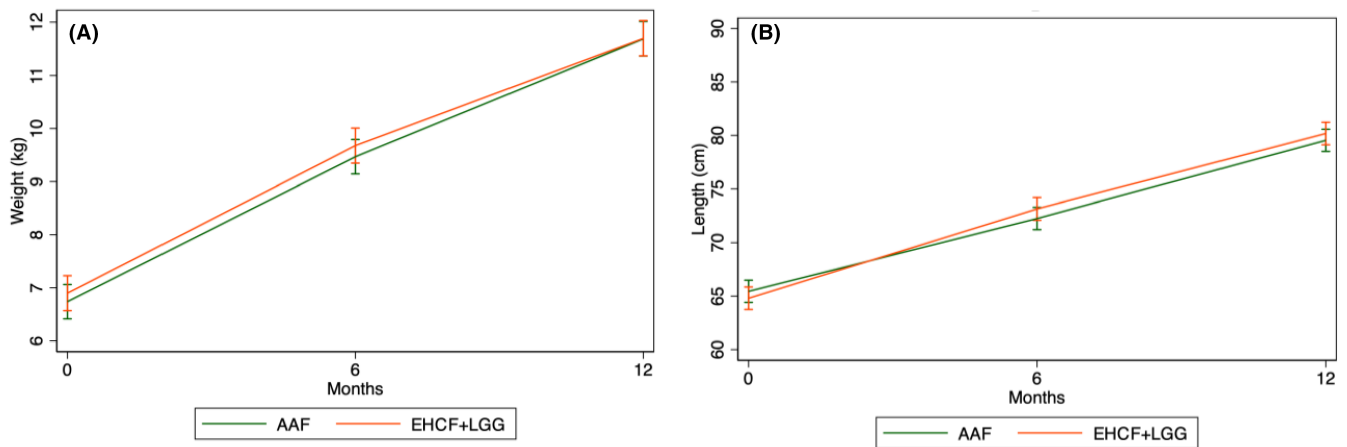 (A)
Weight (kg)
12
11
10
9
8
7
6
0 6 12
Months
AAF EHCF+LGG
(B)
Length (cm)
90
85
80
75
70
65
60
0 6 12
Months
AAF EHCF+LGG